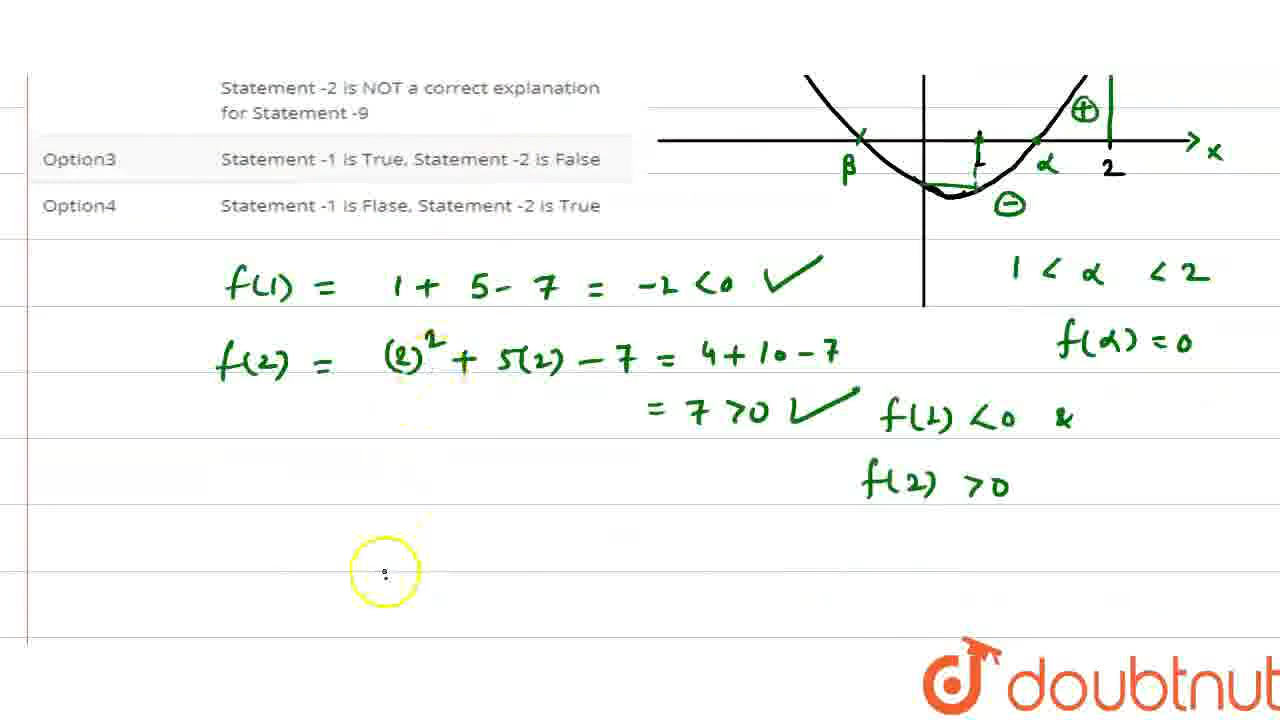 Statement -2 is NOT a correct explanation
for Statement -9
Option3 Statement -1 is True, Statement -2 is False
Option4 Statement -1 is Flase, Statement -2 is True
β 1 α 2 x
⊕
⊖
f(1) = 1 + 5 - 7 = -2 < 0 ✓
1 < α < 2
f(2) = (2)² + 5(2) - 7 = 4 + 10 - 7
f(α) = 0
= 7 > 0 ✓
f(1) < 0 &
f(2) > 0
doubtnut